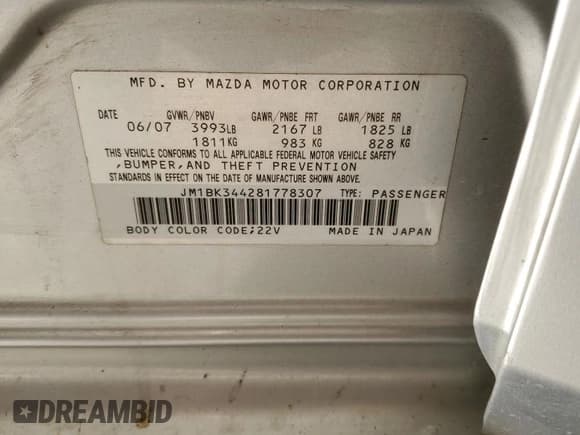 MFD. BY MAZDA MOTOR CORPORATION
DATE GVWR/PNBV GAWR/PNBE FRT GAWR/PNBE RR
06/07 3993LB 2167 LB 1825 LB
1811KG 983 KG 828 KG
THIS VEHICLE CONFORMS TO ALL APPLICABLE FEDERAL MOTOR VEHICLE SAFETY
,BUMPER,AND THEFT PREVENTION
STANDARDS IN EFFECT ON THE DATE OF MANUFACTURE SHOWN ABOVE.
JM1BK344281778307 TYPE: PASSENGER
BODY COLOR CODE;22V MADE IN JAPAN
DREAMBID